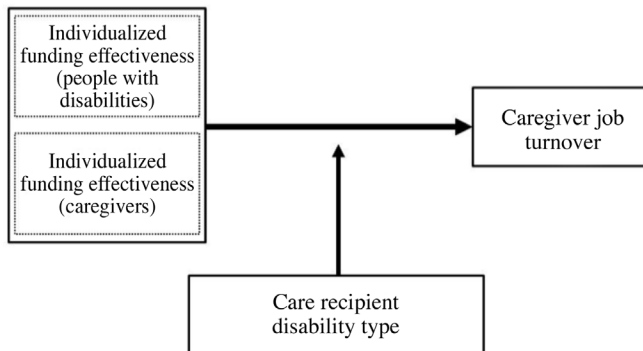 Individualized
funding effectiveness
(people with
disabilities)
Individualized
funding effectiveness
(caregivers)
Caregiver job
turnover
Care recipient
disability type